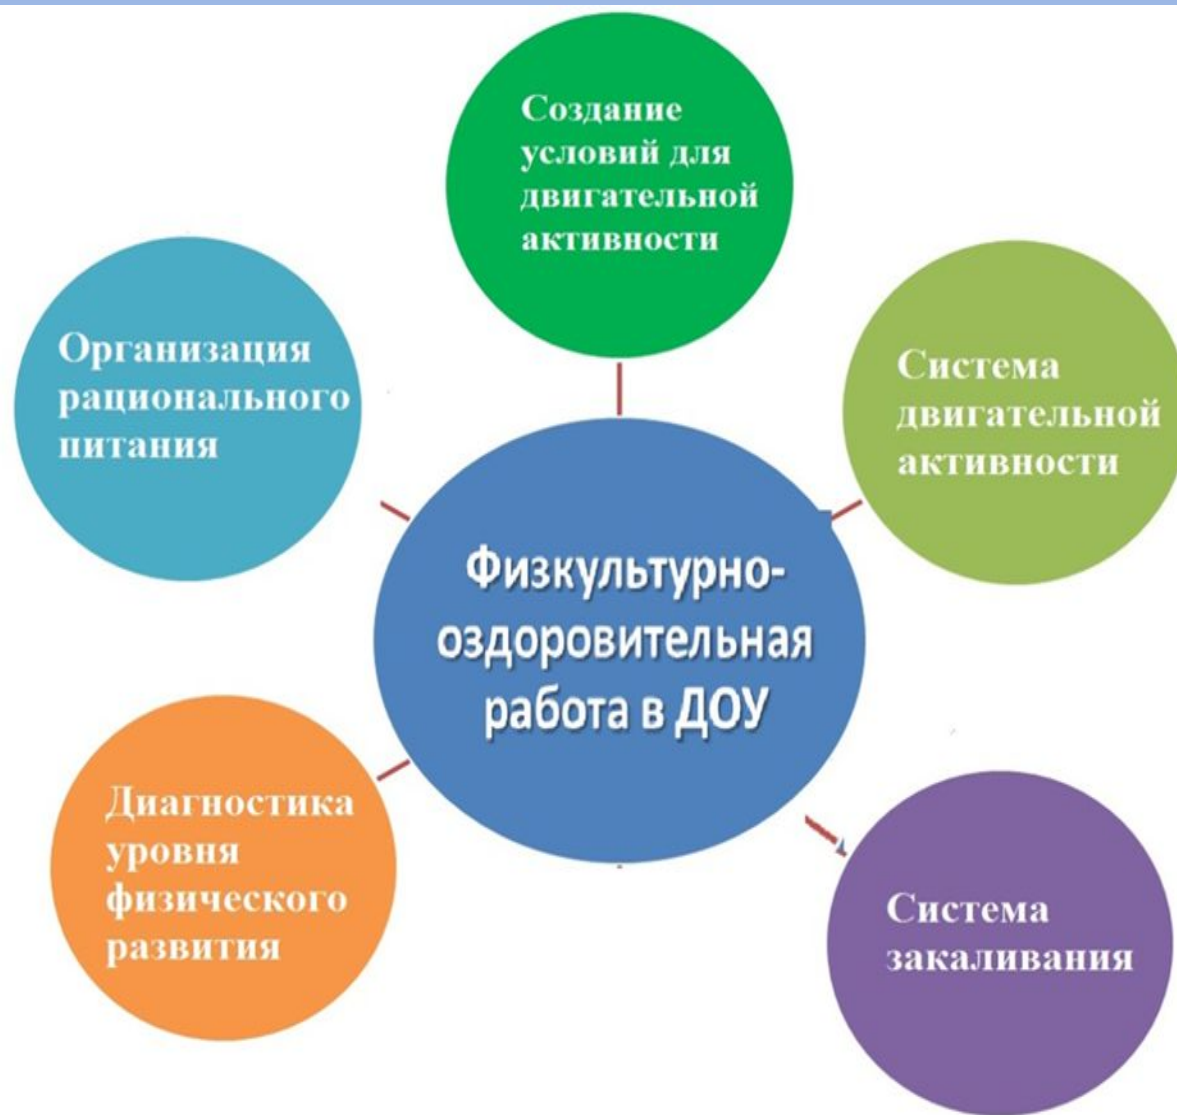 Создание
условий для
двигательной
активности
Организация
рационального
питания
Система
двигательной
активности
Физкультурно-
оздоровительная
работа в ДОУ
Диагностика
уровня
физического
развития
Система
закаливания